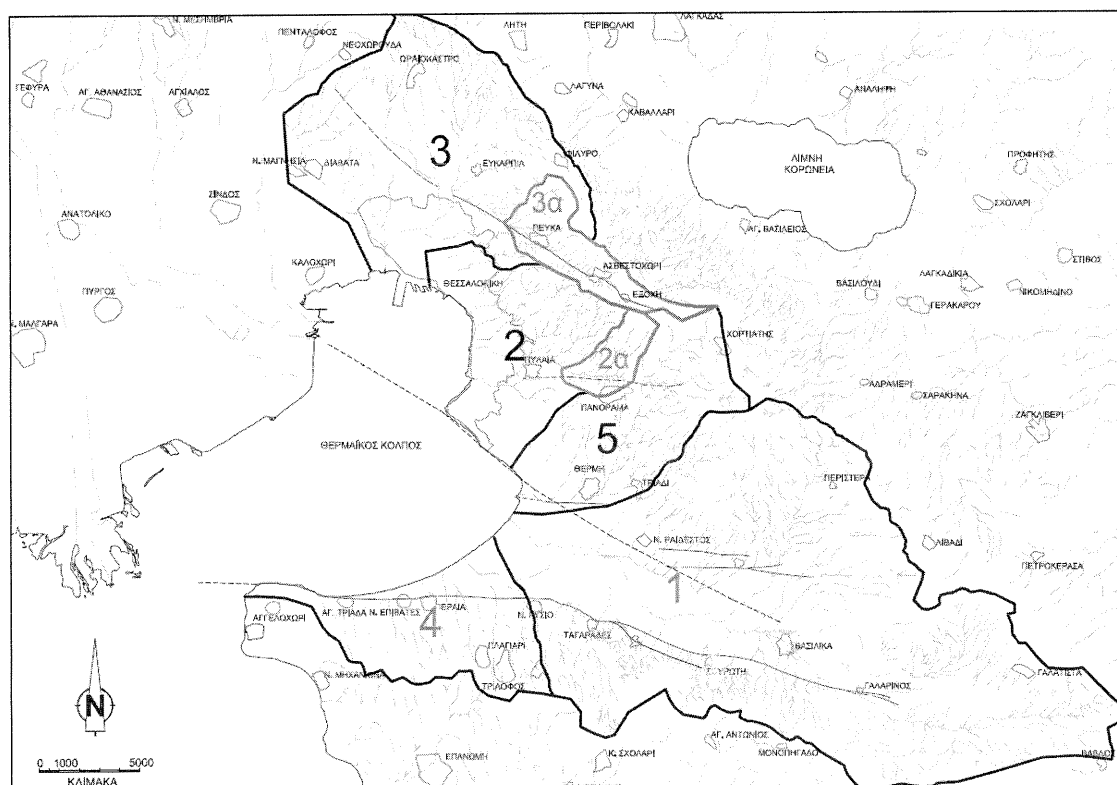 Ν. ΜΕΣΗΜΒΡΙΑ
ΠΕΝΤΑΛΟΦΟΣ
ΛΗΤΗ
ΠΕΡΙΒΟΛΑΚΙ
ΛΑΓΚΑΔΑΣ
ΝΕΟΧΩΡΟΥΔΑ
ΩΡΑΙΟΚΑΣΤΡΟ
ΓΕΦΥΡΑ
ΑΓ. ΑΘΑΝΑΣΙΟΣ
ΑΓΧΙΑΛΟΣ
ΛΑΓΥΝΑ
ΑΝΑΛΗΨΗ
ΚΑΒΑΛΛΑΡΙ
3
Ν. ΜΑΓΝΗΣΙΑ
ΔΙΑΒΑΤΑ
ΕΥΚΑΡΠΙΑ
ΦΙΛΥΡΟ
ΛΙΜΝΗ
ΚΟΡΩΝΕΙΑ
ΠΡΟΦΗΤΗΣ
ΣΙΝΔΟΣ
3α
ΣΧΟΛΑΡΙ
ΑΝΑΤΟΛΙΚΟ
ΠΕΥΚΑ
ΑΓ. ΒΑΣΙΛΕΙΟΣ
ΣΤΙΒΟΣ
ΚΑΛΟΧΩΡΙ
ΑΣΒΕΣΤΟΧΩΡΙ
ΛΑΓΚΑΔΙΚΙΑ
ΘΕΣΣΑΛΟΝΙΚΗ
ΠΥΡΓΟΣ
ΕΞΟΧΗ
ΒΑΣΙΛΟΥΔΙ
ΓΕΡΑΚΑΡΟΥ
ΝΙΚΟΜΗΔΙΝΟ
Ν. ΜΑΛΓΑΡΑ
2
2α
ΧΟΡΤΙΑΤΗΣ
ΠΥΛΑΙΑ
ΑΔΡΑΜΕΡΙ
ΣΑΡΑΚΗΝΑ
ΠΑΝΟΡΑΜΑ
ΖΑΓΚΛΙΒΕΡΙ
ΘΕΡΜΑΪΚΟΣ ΚΟΛΠΟΣ
5
ΘΕΡΜΗ
ΤΡΙΑΔΙ
ΠΕΡΙΣΤΕΡΑ
Ν. ΡΑΙΔΕΣΤΟΣ
ΛΙΒΑΔΙ
ΠΕΤΡΟΚΕΡΑΣΑ
1
ΑΓΓΕΛΟΧΩΡΙ
ΑΓ. ΤΡΙΑΔΑ
Ν. ΕΠΙΒΑΤΕΣ
ΠΕΡΑΙΑ
4
Ν. ΡΥΣΙΟ
ΤΑΓΑΡΑΔΕΣ
ΒΑΣΙΛΙΚΑ
ΠΛΑΓΙΑΡΙ
Ν. ΜΗΧΑΝΙΩΝΑ
ΤΡΙΛΟΦΟΣ
ΣΟΥΡΩΤΗ
ΓΑΛΑΡΙΝΟΣ
ΓΑΛΑΤΙΣΤΑ
N
ΑΓ. ΑΝΤΩΝΙΟΣ
ΕΠΑΝΟΜΗ
Κ. ΣΧΟΛΑΡΙ
ΜΟΝΟΠΗΓΑΔΟ
ΒΑΒΔΟΣ
0 1000 5000
ΚΛΙΜΑΚΑ